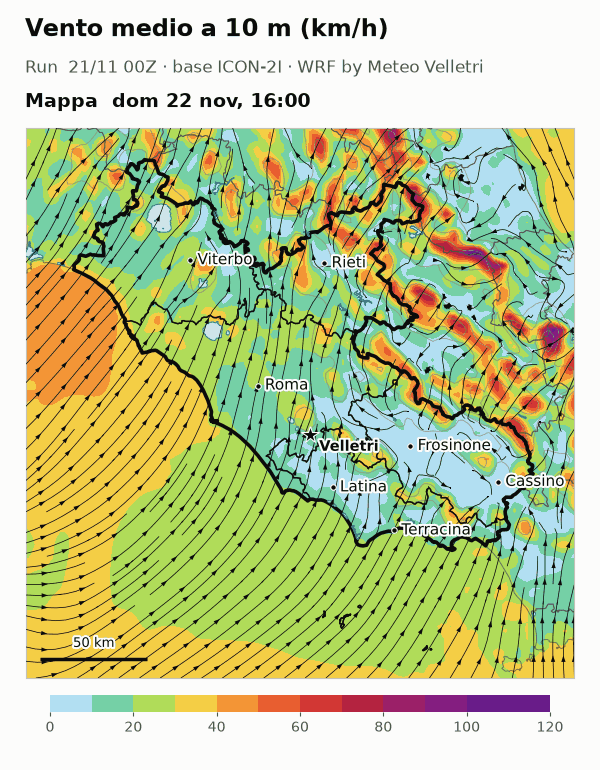 Vento medio a 10 m (km/h)
Run  21/11 00Z · base ICON-2I · WRF by Meteo Velletri
Mappa  dom 22 nov, 16:00
Viterbo
Rieti
Roma
Velletri
Frosinone
Cassino
Latina
Terracina
50 km
0 20 40 60 80 100 120